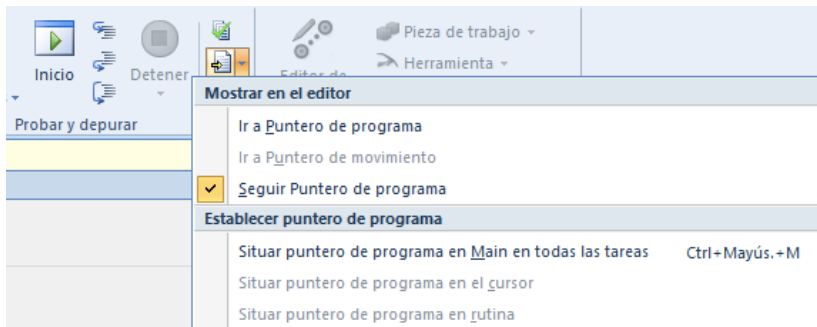 Pieza de trabajo
Inicio
Detener
Herramienta
Editor de
Mostrar en el editor
Probar y depurar
Ir a Puntero de programa
Ir a Puntero de movimiento
Seguir Puntero de programa
Establecer puntero de programa
Situar puntero de programa en Main en todas las tareas Ctrl+Mayús.+M
Situar puntero de programa en el cursor
Situar puntero de programa en rutina